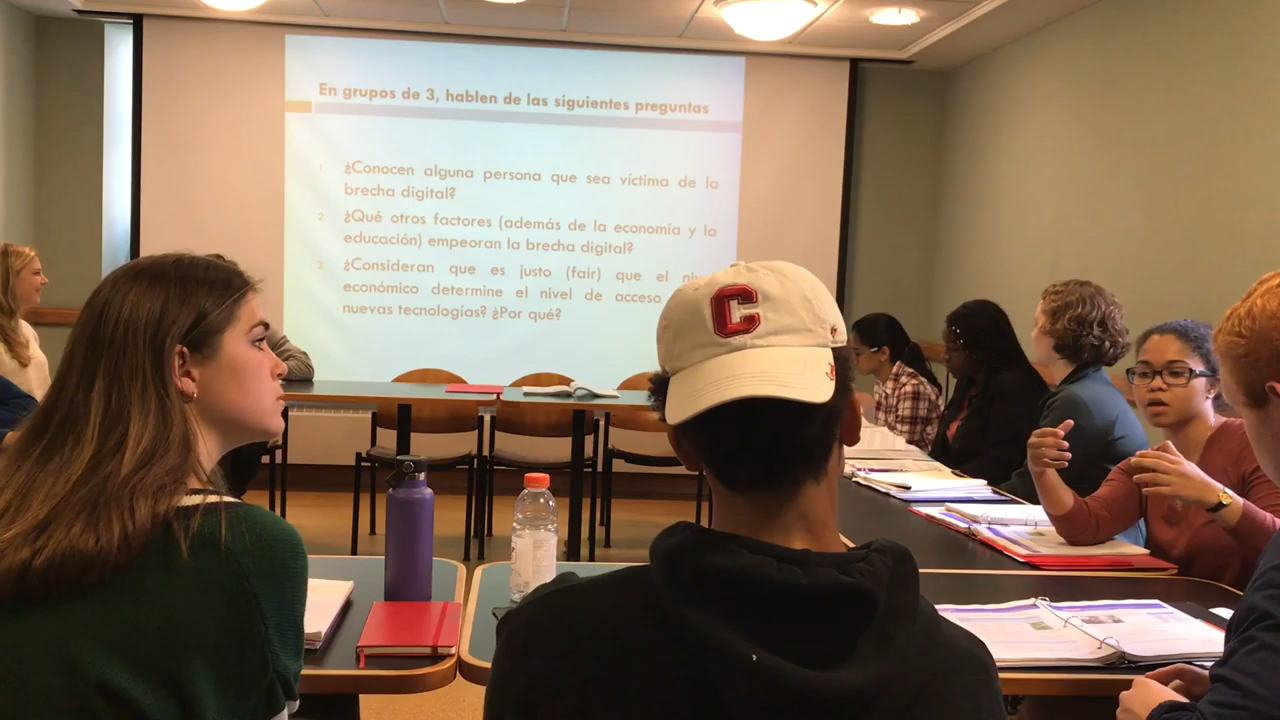 En grupos de 3, hablen de las siguientes preguntas
1. ¿Conocen alguna persona que sea víctima de la
brecha digital?
2. ¿Qué otros factores (además de la economía y la
educación) empeoran la brecha digital?
3. ¿Consideran que es justo (fair) que el
económico determine el nivel de acceso
nuevas tecnologías? ¿Por qué?
C